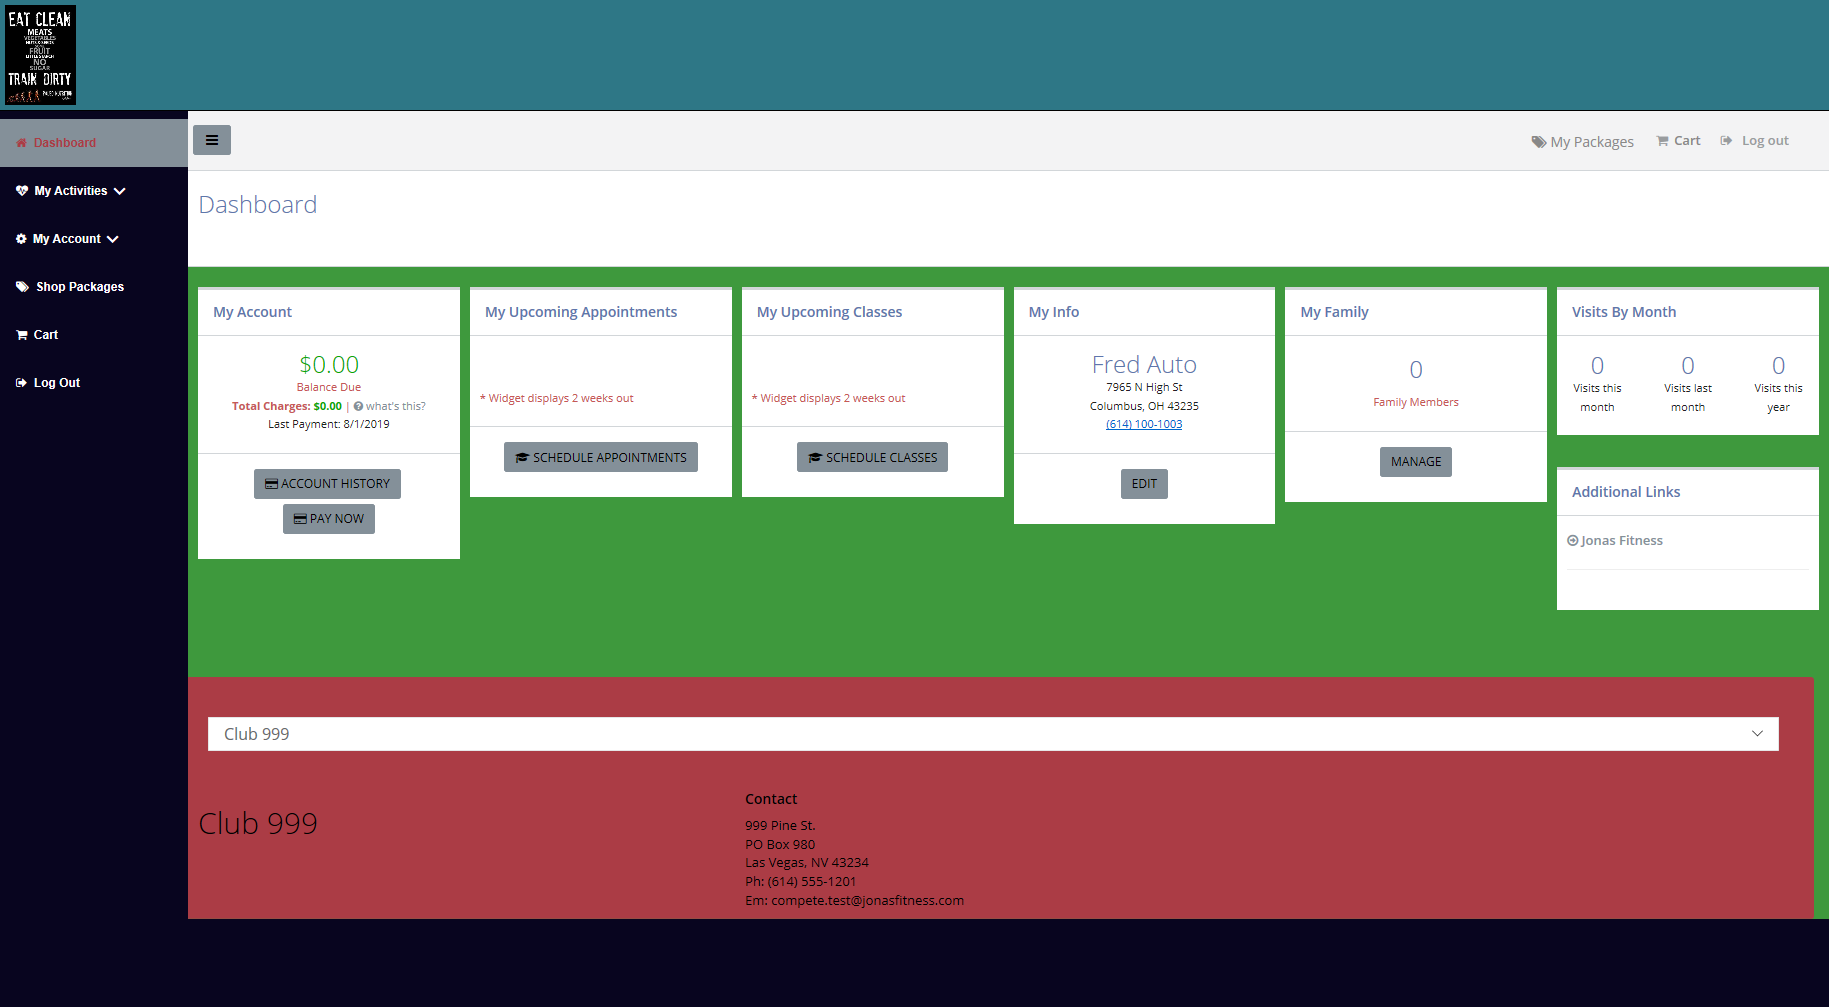 EAT CLEAN
MEATS
VEGETABLES
FRUIT
NO
SUGAR
TRAIN DIRTY
Dashboard
My Activities
My Account
Shop Packages
Cart
Log Out
My Packages
Cart
Log out
Dashboard
My Account
$0.00
Balance Due
Total Charges: $0.00 | what's this?
Last Payment: 8/1/2019
ACCOUNT HISTORY
PAY NOW
My Upcoming Appointments
* Widget displays 2 weeks out
SCHEDULE APPOINTMENTS
My Upcoming Classes
* Widget displays 2 weeks out
SCHEDULE CLASSES
My Info
Fred Auto
7965 N High St
Columbus, OH 43235
(614) 100-1003
EDIT
My Family
0
Family Members
MANAGE
Visits By Month
0 0 0
Visits this Visits last Visits this
month month year
Additional Links
Jonas Fitness
Club 999
Club 999
Contact
999 Pine St.
PO Box 980
Las Vegas, NV 43234
Ph: (614) 555-1201
Em: compete.test@jonasfitness.com